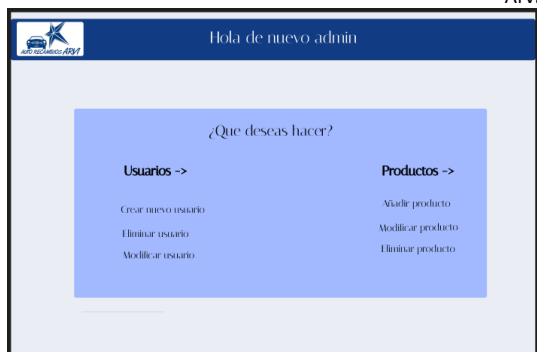 Hola de nuevo admin
AUTO RECAMBIOS ARVI
¿Que deseas hacer?
Usuarios ->
Productos ->
Crear nuevo usuario
Añadir producto
Eliminar usuario
Modificar producto
Modificar usuario
Eliminar producto